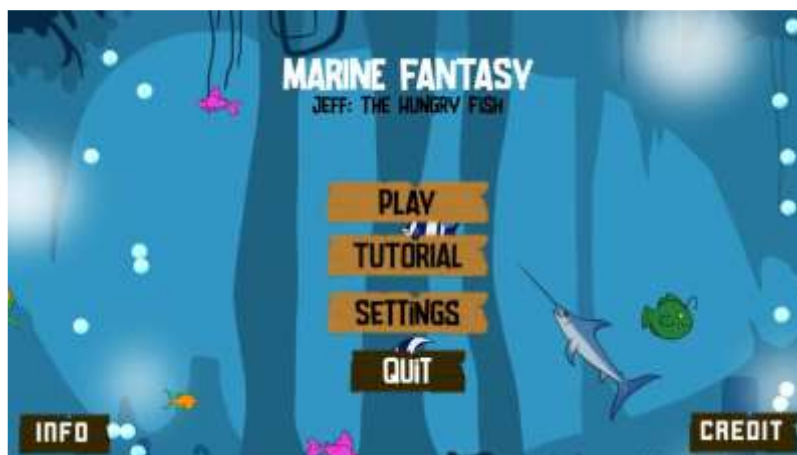 MARINE FANTASY
JEFF: THE HUNGRY FISH
PLAY
TUTORIAL
SETTINGS
QUIT
INFO
CREDIT